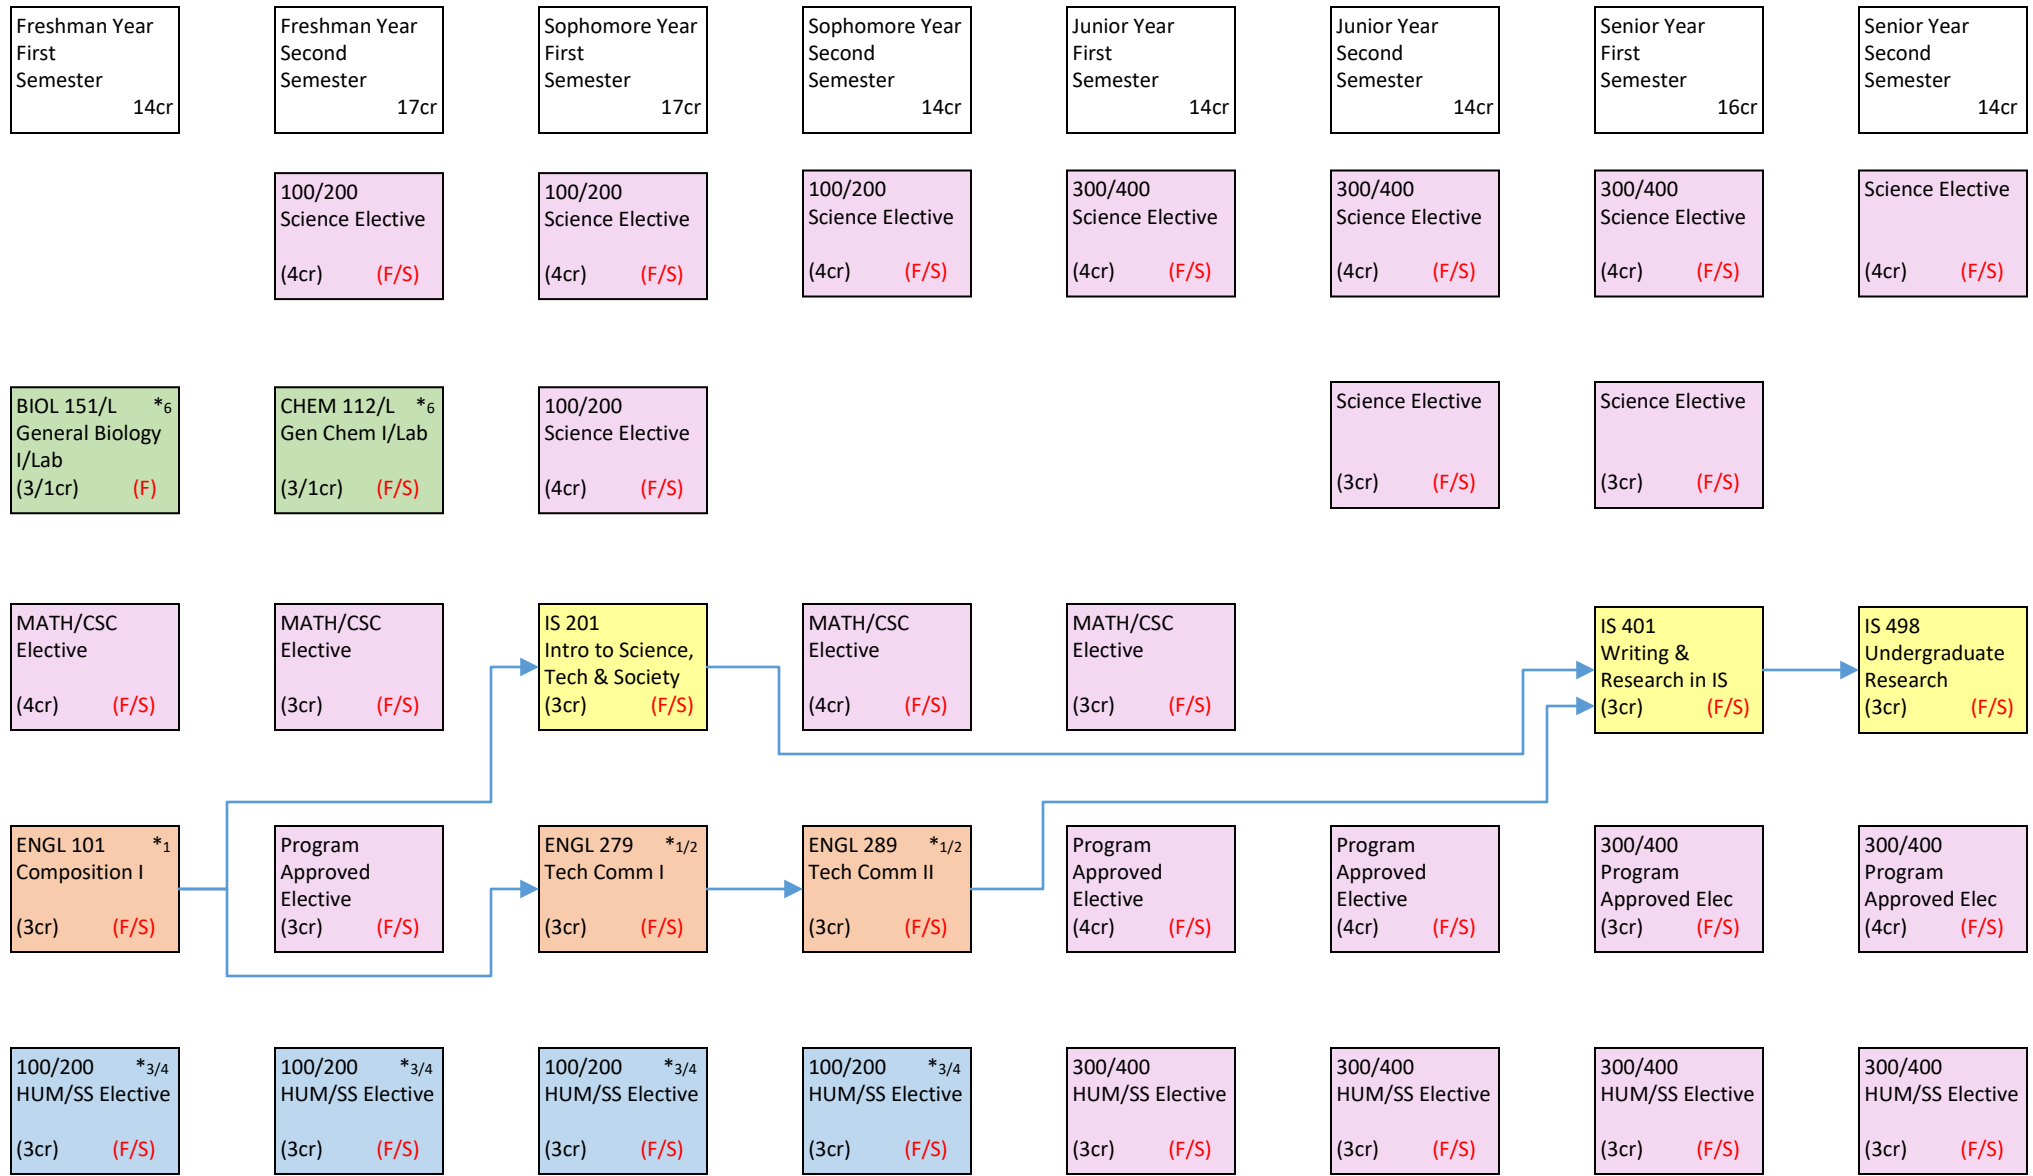 Freshman Year
First
Semester
14cr
Freshman Year
Second
Semester
17cr
Sophomore Year
First
Semester
17cr
Sophomore Year
Second
Semester
14cr
Junior Year
First
Semester
14cr
Junior Year
Second
Semester
14cr
Senior Year
First
Semester
16cr
Senior Year
Second
Semester
14cr
100/200
Science Elective
(4cr) (F/S)
100/200
Science Elective
(4cr) (F/S)
100/200
Science Elective
(4cr) (F/S)
300/400
Science Elective
(4cr) (F/S)
300/400
Science Elective
(4cr) (F/S)
300/400
Science Elective
(4cr) (F/S)
Science Elective
(4cr) (F/S)
BIOL 151/L *6
General Biology
I/Lab
(3/1cr) (F)
CHEM 112/L *6
Gen Chem I/Lab
(3/1cr) (F/S)
100/200
Science Elective
(4cr) (F/S)
Science Elective
(3cr) (F/S)
Science Elective
(3cr) (F/S)
MATH/CSC
Elective
(4cr) (F/S)
MATH/CSC
Elective
(3cr) (F/S)
IS 201
Intro to Science,
Tech & Society
(3cr) (F/S)
MATH/CSC
Elective
(4cr) (F/S)
MATH/CSC
Elective
(3cr) (F/S)
IS 401
Writing &
Research in IS
(3cr) (F/S)
IS 498
Undergraduate
Research
(3cr) (F/S)
ENGL 101 *1
Composition I
(3cr) (F/S)
Program
Approved
Elective
(3cr) (F/S)
ENGL 279 *1/2
Tech Comm I
(3cr) (F/S)
ENGL 289 *1/2
Tech Comm II
(3cr) (F/S)
Program
Approved
Elective
(4cr) (F/S)
Program
Approved
Elective
(4cr) (F/S)
300/400
Program
Approved Elec
(3cr) (F/S)
300/400
Program
Approved Elec
(4cr) (F/S)
100/200 *3/4
HUM/SS Elective
(3cr) (F/S)
100/200 *3/4
HUM/SS Elective
(3cr) (F/S)
100/200 *3/4
HUM/SS Elective
(3cr) (F/S)
100/200 *3/4
HUM/SS Elective
(3cr) (F/S)
300/400
HUM/SS Elective
(3cr) (F/S)
300/400
HUM/SS Elective
(3cr) (F/S)
300/400
HUM/SS Elective
(3cr) (F/S)
300/400
HUM/SS Elective
(3cr) (F/S)